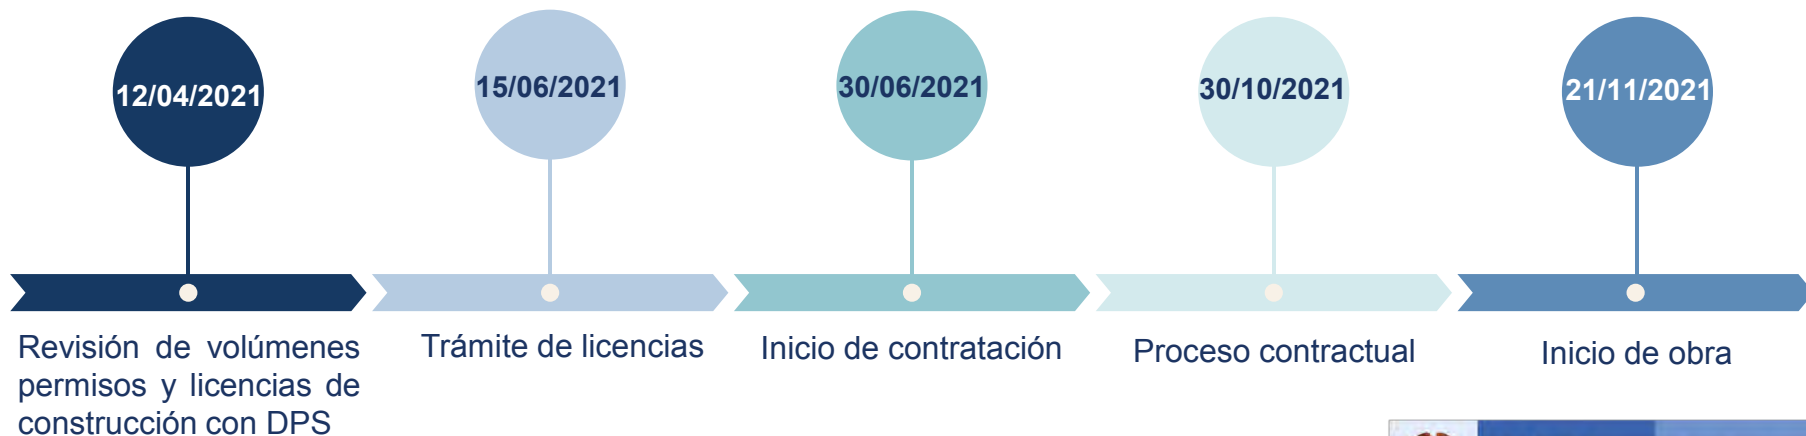 12/04/2021
15/06/2021
30/06/2021
30/10/2021
21/11/2021
Revisión de volúmenes
permisos y licencias de
construcción con DPS
Trámite de licencias
Inicio de contratación
Proceso contractual
Inicio de obra